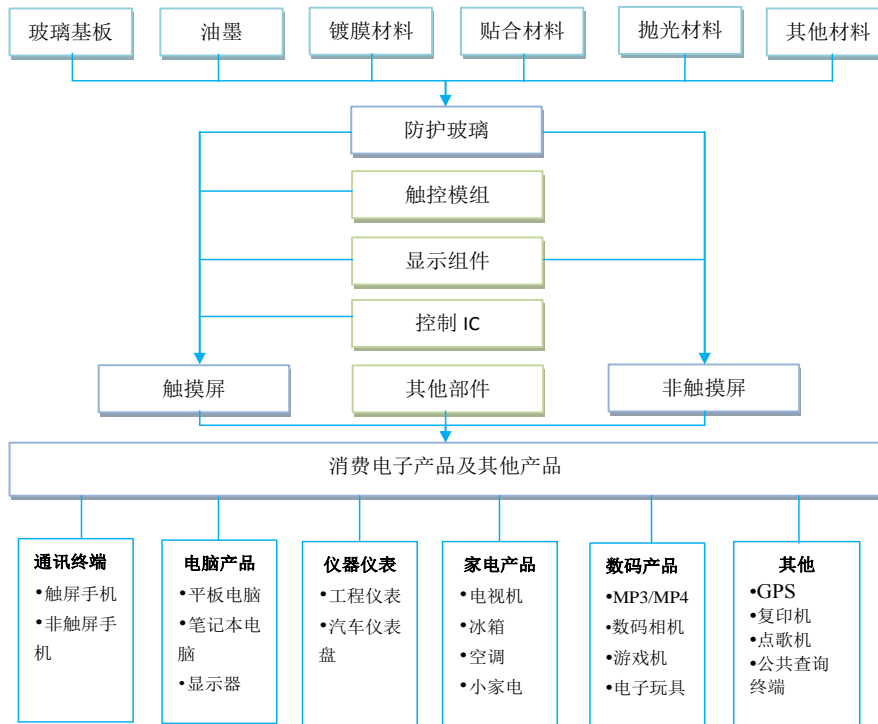 玻璃基板
油墨
镀膜材料
贴合材料
抛光材料
其他材料
防护玻璃
触控模组
显示组件
控制 IC
触摸屏
其他部件
非触摸屏
消费电子产品及其他产品
通讯终端
•触屏手机
•非触屏手
机
电脑产品
•平板电脑
•笔记本电
脑
•显示器
仪器仪表
•工程仪表
•汽车仪表
盘
家电产品
•电视机
•冰箱
•空调
•小家电
数码产品
•MP3/MP4
•数码相机
•游戏机
•电子玩具
其他
•GPS
•复印机
•点歌机
•公共查询
终端